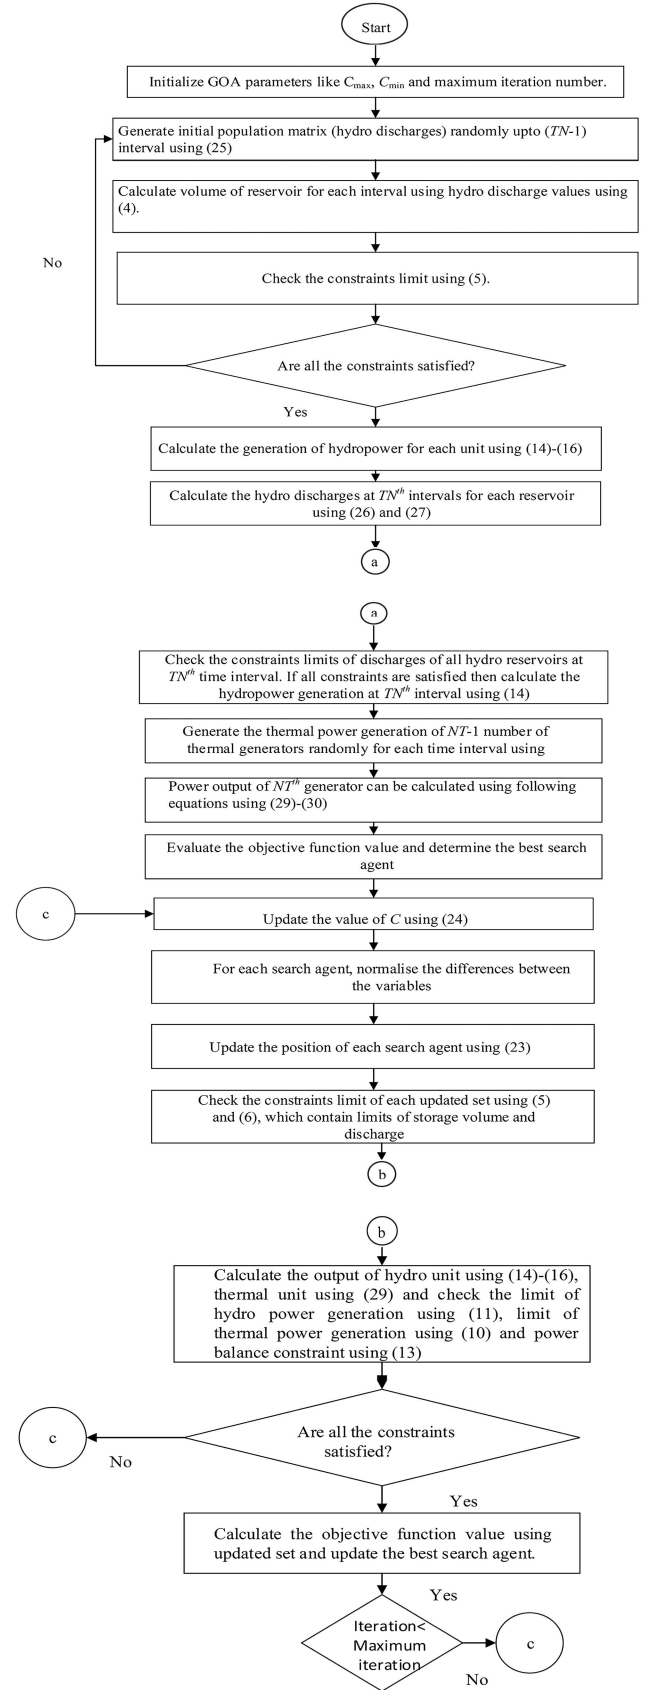 Start
Initialize GOA parameters like Cmax, Cmin and maximum iteration number.
Generate initial population matrix (hydro discharges) randomly upto (TN-1)
interval using (25)
Calculate volume of reservoir for each interval using hydro discharge values using
(4).
No
Check the constraints limit using (5).
Are all the constraints satisfied?
Yes
Calculate the generation of hydropower for each unit using (14)-(16)
Calculate the hydro discharges at TNth intervals for each reservoir
using (26) and (27)
a
a
Check the constraints limits of discharges of all hydro reservoirs at
TNth time interval. If all constraints are satisfied then calculate the
hydropower generation at TNth interval using (14)
Generate the thermal power generation of NT-1 number of
thermal generators randomly for each time interval using
Power output of NTth generator can be calculated using following
equations using (29)-(30)
Evaluate the objective function value and determine the best search
agent
c
Update the value of C using (24)
For each search agent, normalise the differences between
the variables
Update the position of each search agent using (23)
Check the constraints limit of each updated set using (5)
and (6), which contain limits of storage volume and
discharge
b
b
Calculate the output of hydro unit using (14)-(16),
thermal unit using (29) and check the limit of
hydro power generation using (11), limit of
thermal power generation using (10) and power
balance constraint using (13)
Are all the constraints
satisfied?
c
No
Yes
Calculate the objective function value using
updated set and update the best search agent.
Yes
Iteration<
Maximum
iteration
c
No